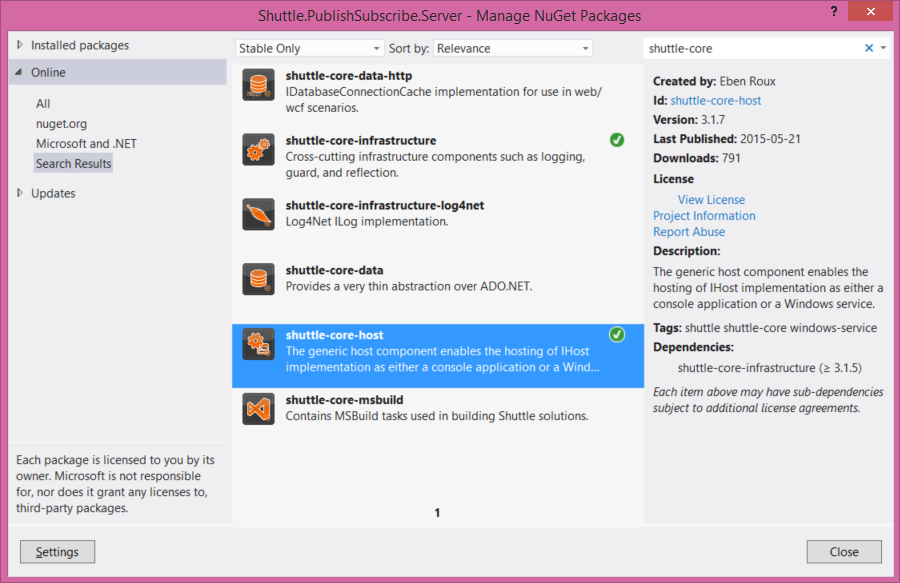 Shuttle.PublishSubscribe.Server - Manage NuGet Packages
?
Installed packages
Online
All
nuget.org
Microsoft and .NET
Search Results
Updates
Each package is licensed to you by its
owner. Microsoft is not responsible
for, nor does it grant any licenses to,
third-party packages.
Settings
Stable Only
Sort by: Relevance
shuttle-core-data-http
IDatabaseConnectionCache implementation for use in web/
wcf scenarios.
shuttle-core-infrastructure
Cross-cutting infrastructure components such as logging,
guard, and reflection.
shuttle-core-infrastructure-log4net
Log4Net ILog implementation.
shuttle-core-data
Provides a very thin abstraction over ADO.NET.
shuttle-core-host
The generic host component enables the hosting of IHost
implementation as either a console application or a Wind...
shuttle-core-msbuild
Contains MSBuild tasks used in building Shuttle solutions.
1
shuttle-core
Created by: Eben Roux
Id: shuttle-core-host
Version: 3.1.7
Last Published: 2015-05-21
Downloads: 791
License
View License
Project Information
Report Abuse
Description:
The generic host component enables the
hosting of IHost implementation as either a
console application or a Windows service.
Tags: shuttle shuttle-core windows-service
Dependencies:
shuttle-core-infrastructure (≥ 3.1.5)
Each item above may have sub-dependencies
subject to additional license agreements.
Close